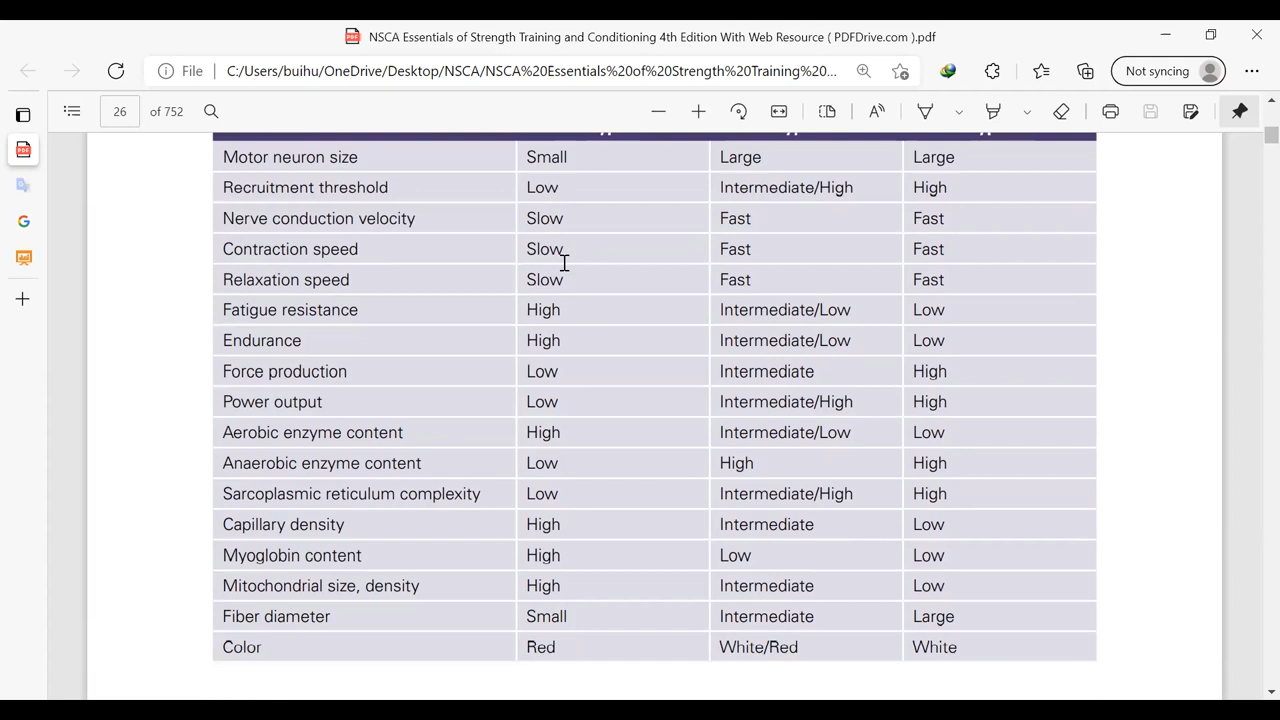 NSCA Essentials of Strength Training and Conditioning 4th Edition With Web Resource ( PDFDrive.com ).pdf
File C:/Users/buihu/OneDrive/Desktop/NSCA/NSCA%20Essentials%20of%20Strength%20Training%20... Not syncing
26 of 752
Motor neuron size Small Large Large
Recruitment threshold Low Intermediate/High High
Nerve conduction velocity Slow Fast Fast
Contraction speed Slow Fast Fast
Relaxation speed Slow Fast Fast
Fatigue resistance High Intermediate/Low Low
Endurance High Intermediate/Low Low
Force production Low Intermediate High
Power output Low Intermediate/High High
Aerobic enzyme content High Intermediate/Low Low
Anaerobic enzyme content Low High High
Sarcoplasmic reticulum complexity Low Intermediate/High High
Capillary density High Intermediate Low
Myoglobin content High Low Low
Mitochondrial size, density High Intermediate Low
Fiber diameter Small Intermediate Large
Color Red White/Red White